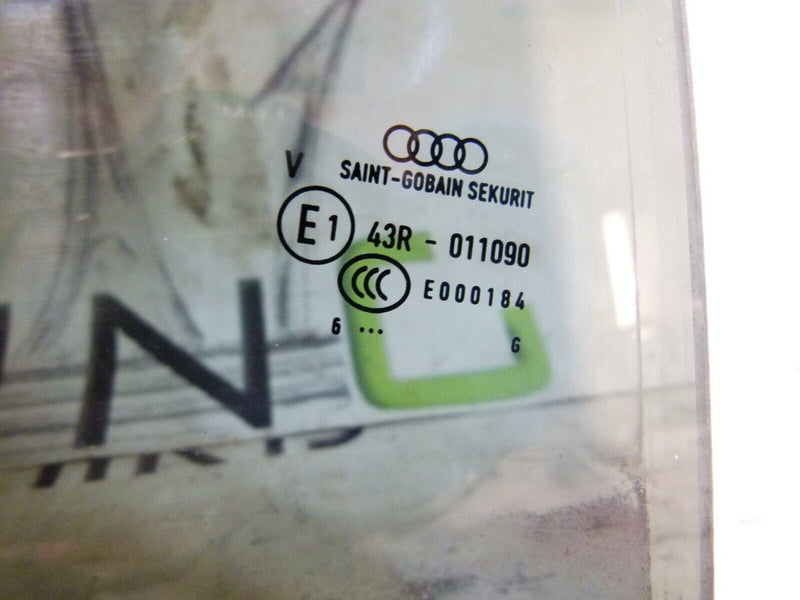 V
SAINT-GOBAIN SEKURIT
E1 43R - 011090
CCC E000184
6 ...
G
N